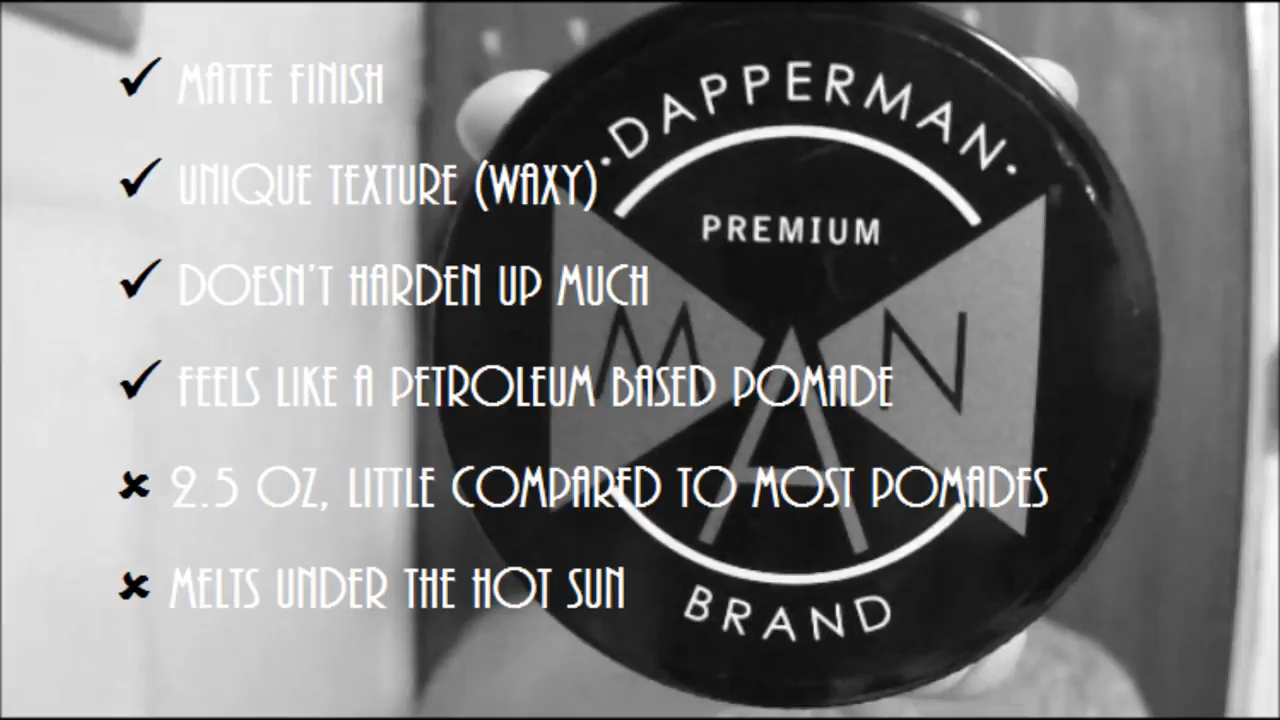 ✓ MATTE FINISH
✓ UNIQUE TEXTURE (WAXY)
✓ DOESN'T HARDEN UP MUCH
✓ FEELS LIKE A PETROLEUM BASED POMADE
✗ 2.5 OZ, LITTLE COMPARED TO MOST POMADES
✗ MELTS UNDER THE HOT SUN
·DAPPERMAN·
PREMIUM
MAN
BRAND